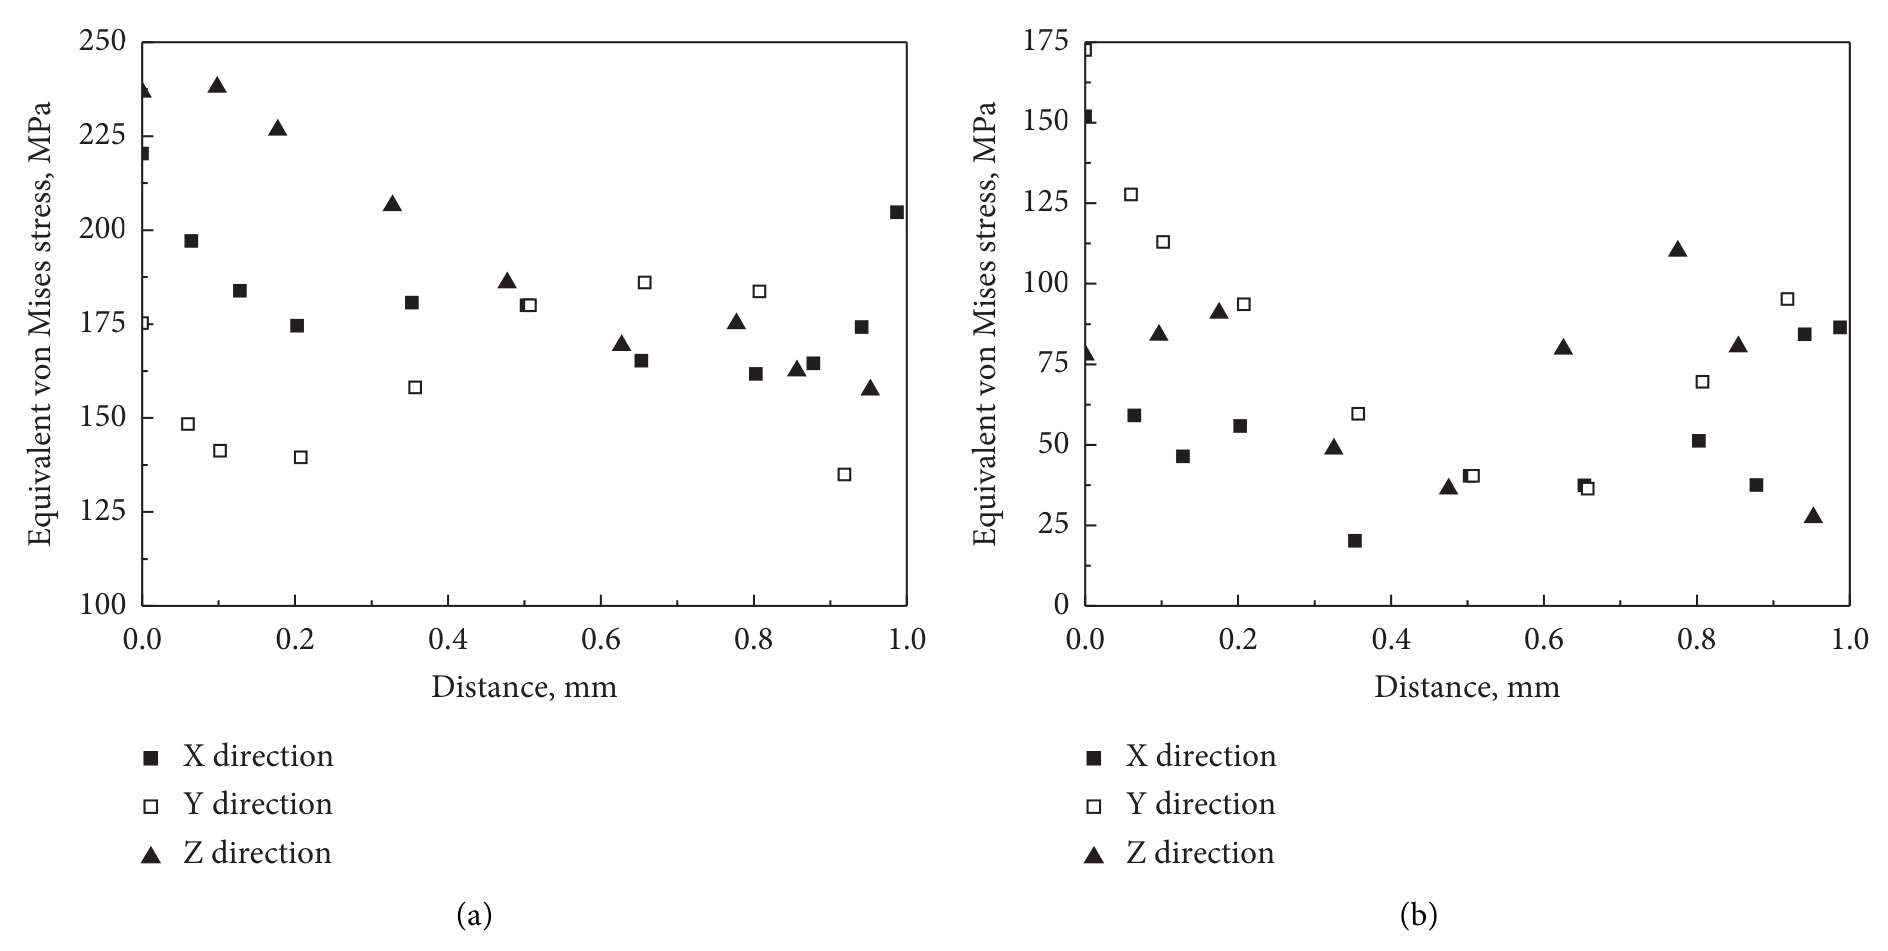 250
225
200
175
150
125
100
Equivalent von Mises stress, MPa
0.0 0.2 0.4 0.6 0.8 1.0
Distance, mm
X direction
Y direction
Z direction
(a)
175
150
125
100
75
50
25
0
Equivalent von Mises stress, MPa
0.0 0.2 0.4 0.6 0.8 1.0
Distance, mm
X direction
Y direction
Z direction
(b)